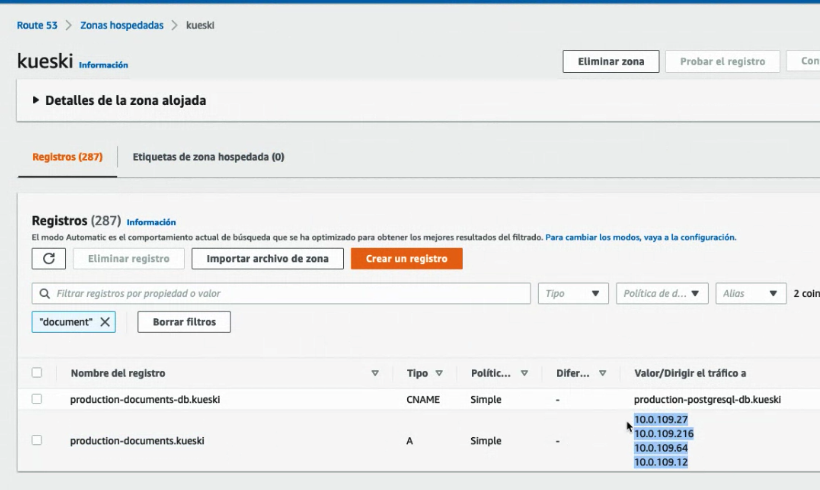 Route 53 > Zonas hospedadas > kueski
kueski Información
Eliminar zona Probar el registro Con
Detalles de la zona alojada
Registros (287) Etiquetas de zona hospedada (0)
Registros (287) Información
El modo Automatic es el comportamiento actual de búsqueda que se ha optimizado para obtener los mejores resultados del filtrado. Para cambiar los modos, vaya a la configuración.
Eliminar registro Importar archivo de zona Crear un registro
Filtrar registros por propiedad o valor Tipo Política de d... Alias 2 coin
"document" Borrar filtros
Nombre del registro Tipo Polític... Difer... Valor/Dirigir el tráfico a
production-documents-db.kueski CNAME Simple - production-postgresql-db.kueski
production-documents.kueski A Simple - 10.0.109.27
10.0.109.216
10.0.109.64
10.0.109.12